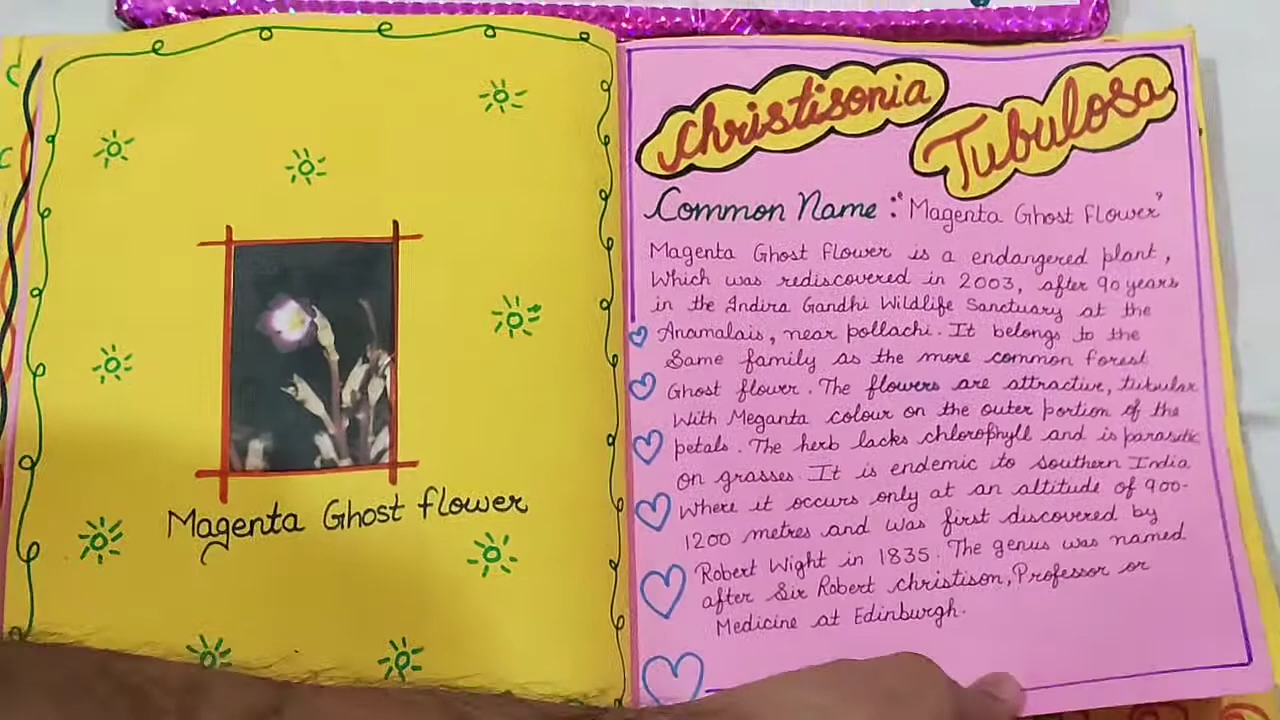 Magenta Ghost flower
Christisonia
Tubulosa
Common Name : "Magenta Ghost Flower"
Magenta Ghost Flower is a endangered plant,
Which was rediscovered in 2003, after 90 years
in the Indira Gandhi Wildlife Sanctuary at the
Anamalais, near pollachi. It belongs to the
Same family as the more common forest
Ghost flower. The flowers are attractive, tubular
With Meganta colour on the outer portion of the
petals. The herb lacks chlorophyll and is parasitic
on grasses. It is endemic to southern India
Where it occurs only at an altitude of 900-
1200 metres and was first discovered by
Robert Wight in 1835. The genus was named
after Sir Robert christison, Professor or
Medicine at Edinburgh.